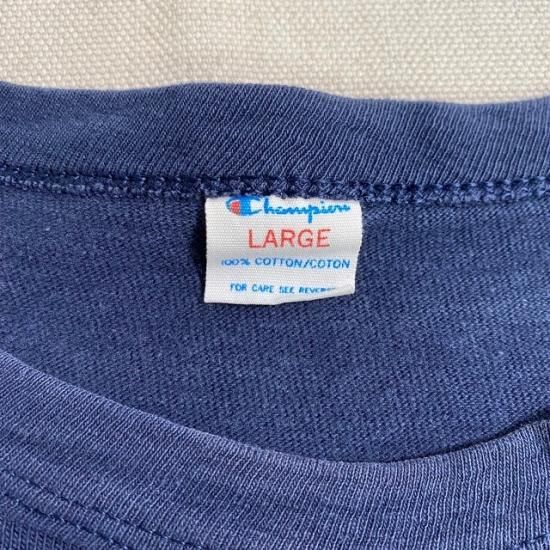 Champion
LARGE
100% COTTON/COTON
FOR CARE SEE REVERSE